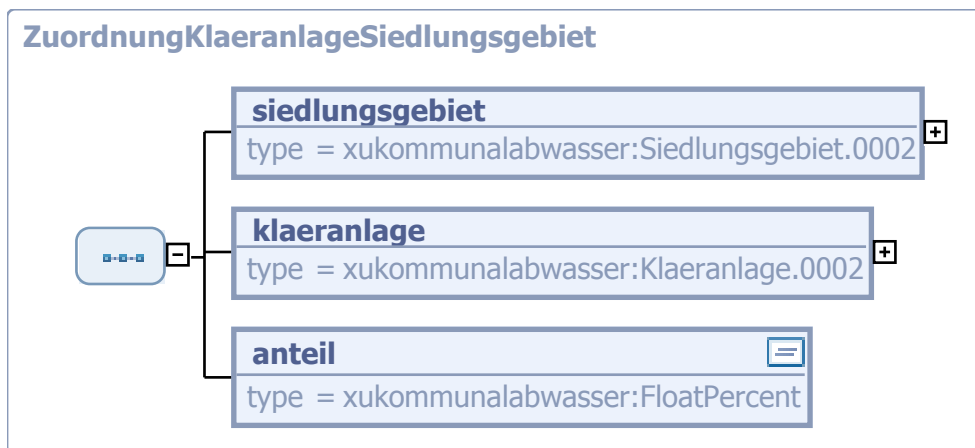 ZuordnungKlaeranlageSiedlungsgebiet
siedlungsgebiet
type = xukommunalabwasser:Siedlungsgebiet.0002
klaeranlage
type = xukommunalabwasser:Klaeranlage.0002
anteil
type = xukommunalabwasser:FloatPercent